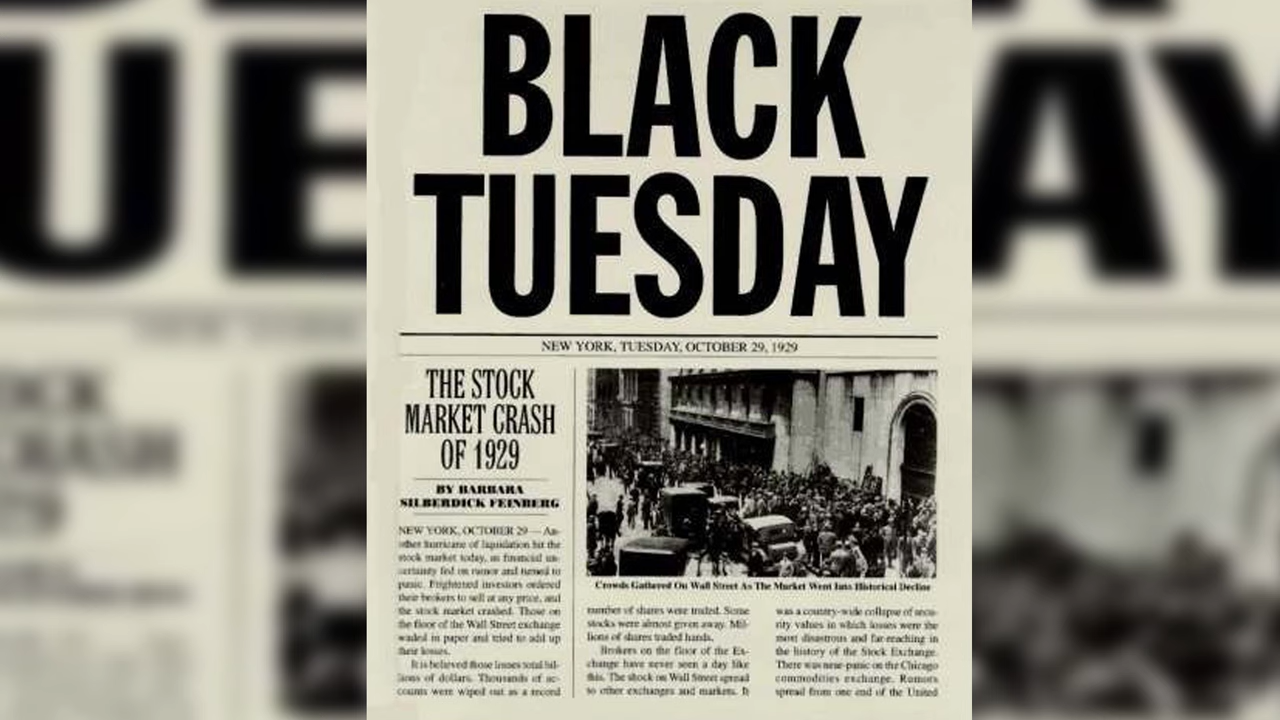 BLACK
TUESDAY
NEW YORK, TUESDAY, OCTOBER 29, 1929
THE STOCK
MARKET CRASH
OF 1929
BY BARBARA
SILBERDICK FEINBERG
NEW YORK, OCTOBER 29 — An-
other hurricane of liquidation hit the
stock market today, as financial un-
certainty fed on rumor and turned to
panic. Frightened investors ordered
their brokers to sell at any price, and
the stock market crashed. Those on
the floor of the Wall Street exchange
waded in paper and tried to add up
their losses.
It is believed those losses total bil-
lions of dollars. Thousands of ac-
counts were wiped out as a record
Crowds Gathered On Wall Street As The Market Went Into Historical Decline
number of shares were traded. Some
stocks were almost given away. Mil-
lions of shares traded hands.
Brokers on the floor of the Ex-
change have never seen a day like
this. The shock on Wall Street spread
to other exchanges and markets. It
was a country-wide collapse of secu-
rity values in which losses were the
most disastrous and far-reaching in
the history of the Stock Exchange.
There was near-panic on the Chicago
commodities exchange. Rumors
spread from one end of the United